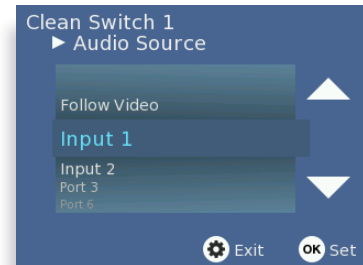 Clean Switch 1
► Audio Source
Follow Video
Input 1
Input 2
Port 3
Port 6
Exit
OK Set